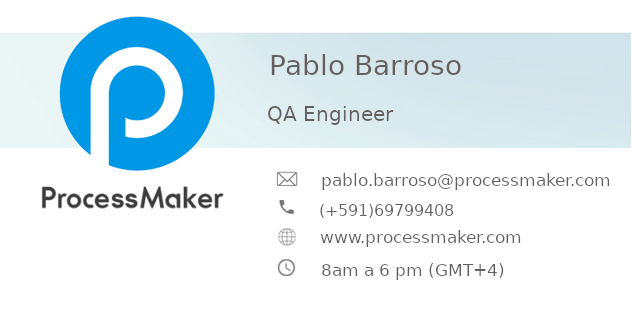 Pablo Barroso
QA Engineer
ProcessMaker
pablo.barroso@processmaker.com
(+591)69799408
www.processmaker.com
8am a 6 pm (GMT+4)